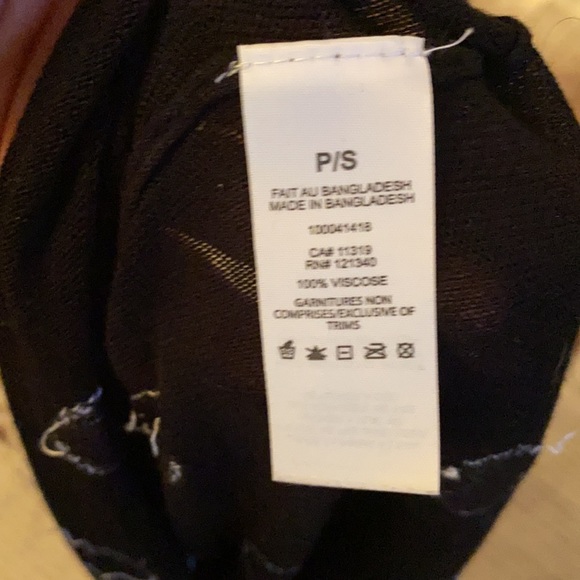 P/S
FAIT AU BANGLADESH
MADE IN BANGLADESH
100041418
CA# 11319
RN# 121340
100% VISCOSE
GARNITURES NON
COMPRISES/EXCLUSIVE OF
TRIMS